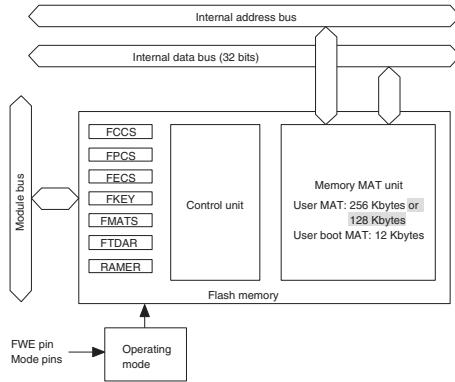 Internal address bus
Internal data bus (32 bits)
Module bus
FCCS
FPCS
FECS
FKEY
FMATS
FTDAR
RAMER
Control unit
Memory MAT unit
User MAT: 256 Kbytes or
128 Kbytes
User boot MAT: 12 Kbytes
Flash memory
FWE pin
Mode pins
Operating
mode